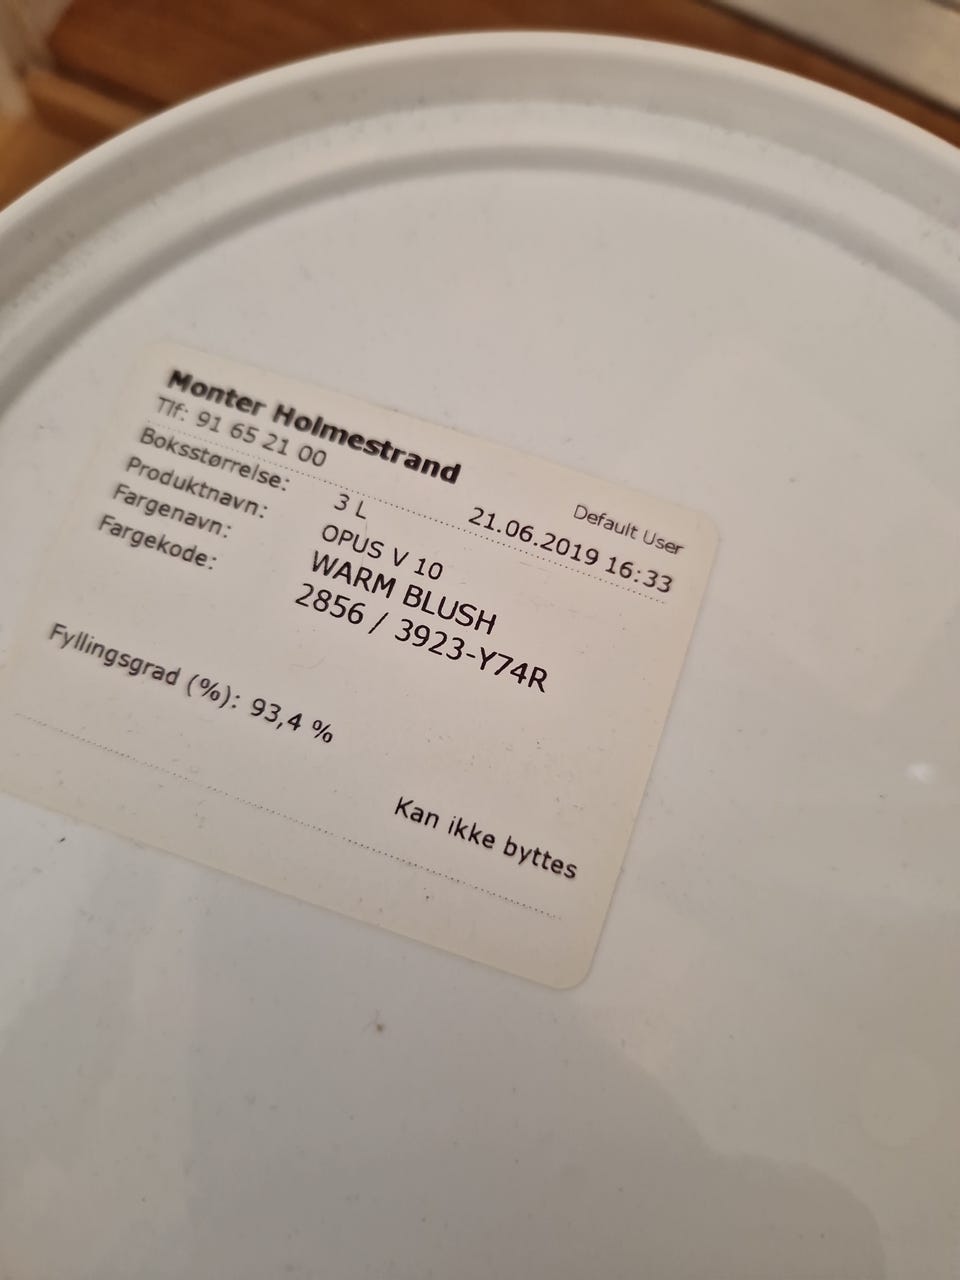 Monter Holmestrand
Tlf: 91 65 21 00
Default User
21.06.2019 16:33
Boksstørrelse: 3 L
Produktnavn: OPUS V 10
Fargenavn: WARM BLUSH
Fargekode: 2856 / 3923-Y74R
Fyllingsgrad (%): 93,4 %
Kan ikke byttes